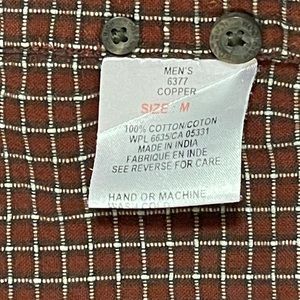 MEN'S
6377
COPPER
SIZE M
100% COTTON/COTON
WPL 6635/CA 05331
MADE IN INDIA
FABRIQUE EN INDE
SEE REVERSE FOR CARE
HAND OR MACHINE